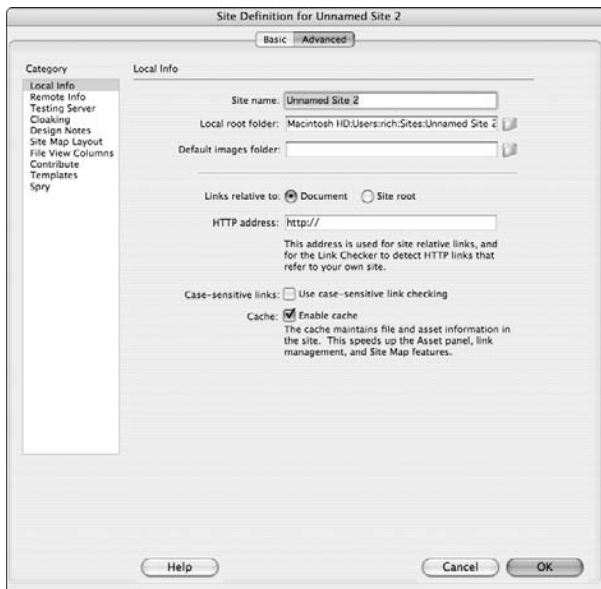 Site Definition for Unnamed Site 2
Basic Advanced
Category
Local Info
Remote Info
Testing Server
Cloaking
Design Notes
Site Map Layout
File View Columns
Contribute
Templates
Spry
Local Info
Site name: Unnamed Site 2
Local root folder: Macintosh HD:Users:rich:Sites:Unnamed Site 2
Default images folder:
Links relative to: Document Site root
HTTP address: http://
This address is used for site relative links, and
for the Link Checker to detect HTTP links that
refer to your own site.
Case-sensitive links: Use case-sensitive link checking
Cache: Enable cache
The cache maintains file and asset information in
the site. This speeds up the Asset panel, link
management, and Site Map features.
Help Cancel OK